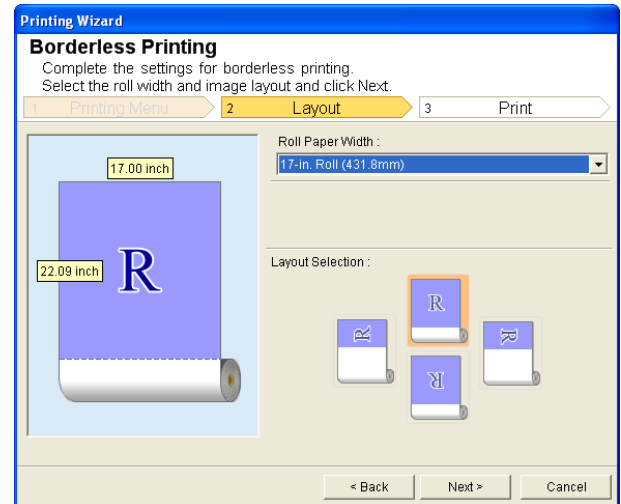 Printing Wizard
Borderless Printing
Complete the settings for borderless printing.
Select the roll width and image layout and click Next.
1 Printing Menu 2 Layout 3 Print
Roll Paper Width :
17-in. Roll (431.8mm)
17.00 inch
22.09 inch
R
Layout Selection :
R
R
R
R
< Back Next > Cancel